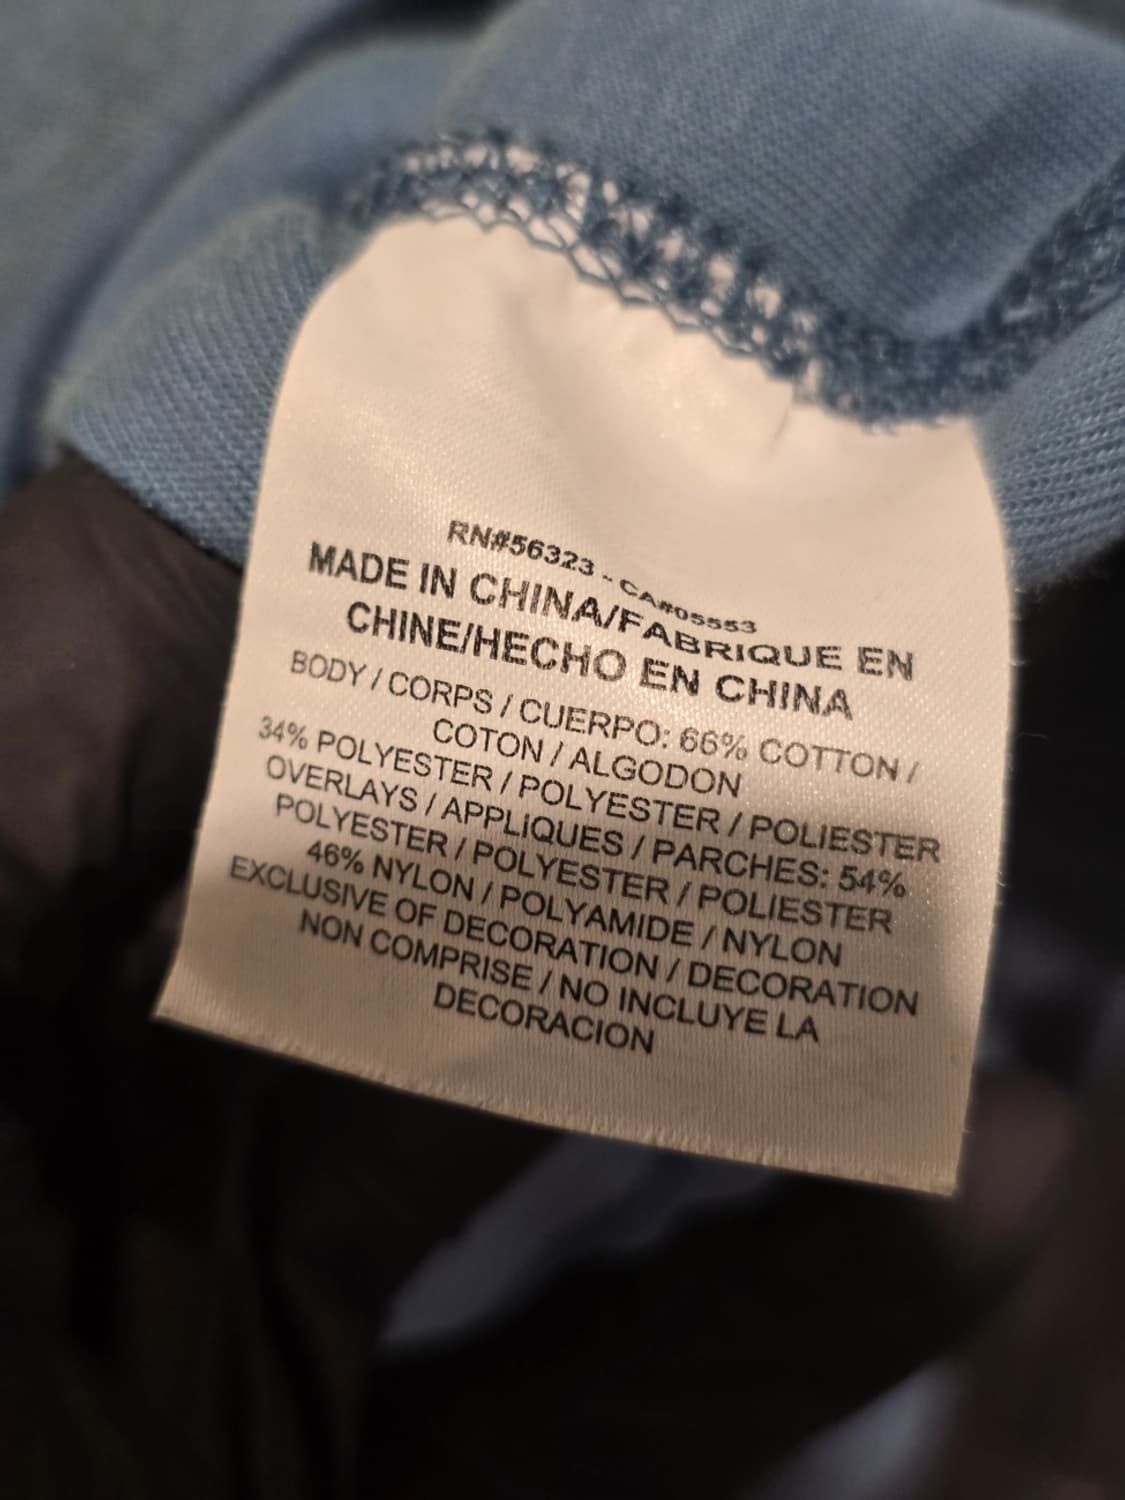 RN#56323 - CA#05553
MADE IN CHINA/FABRIQUE EN
CHINE/HECHO EN CHINA
BODY / CORPS / CUERPO: 66% COTTON /
COTON / ALGODON
34% POLYESTER / POLYESTER / POLIESTER
OVERLAYS / APPLIQUES / PARCHES: 54%
POLYESTER / POLYESTER / POLIESTER
46% NYLON / POLYAMIDE / NYLON
EXCLUSIVE OF DECORATION / DECORATION
NON COMPRISE / NO INCLUYE LA
DECORACION